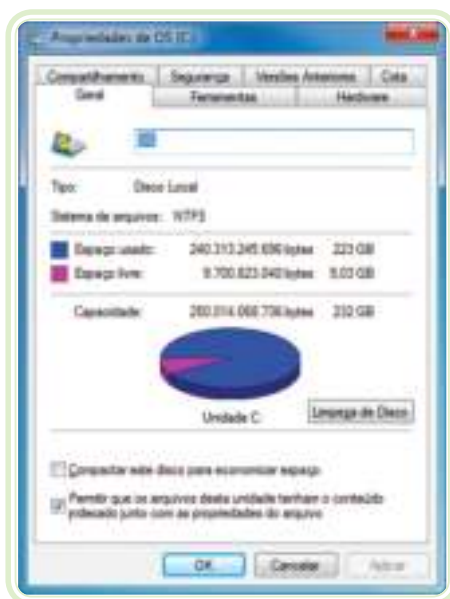 Propriedades de OS (C:)
Compartilhamento Segurança Versões Anteriores Cota
Geral Ferramentas Hardware
Tipo: Disco Local
Sistema de arquivos: NTFS
Espaço usado: 240.313.245.696 bytes 223 GB
Espaço livre: 9.700.823.040 bytes 9,03 GB
Capacidade: 250.014.068.736 bytes 232 GB
Unidade C:
Limpeza de Disco
Compactar este disco para economizar espaço
Permitir que os arquivos desta unidade tenham o conteúdo
indexado junto com as propriedades do arquivo
OK Cancelar Aplicar